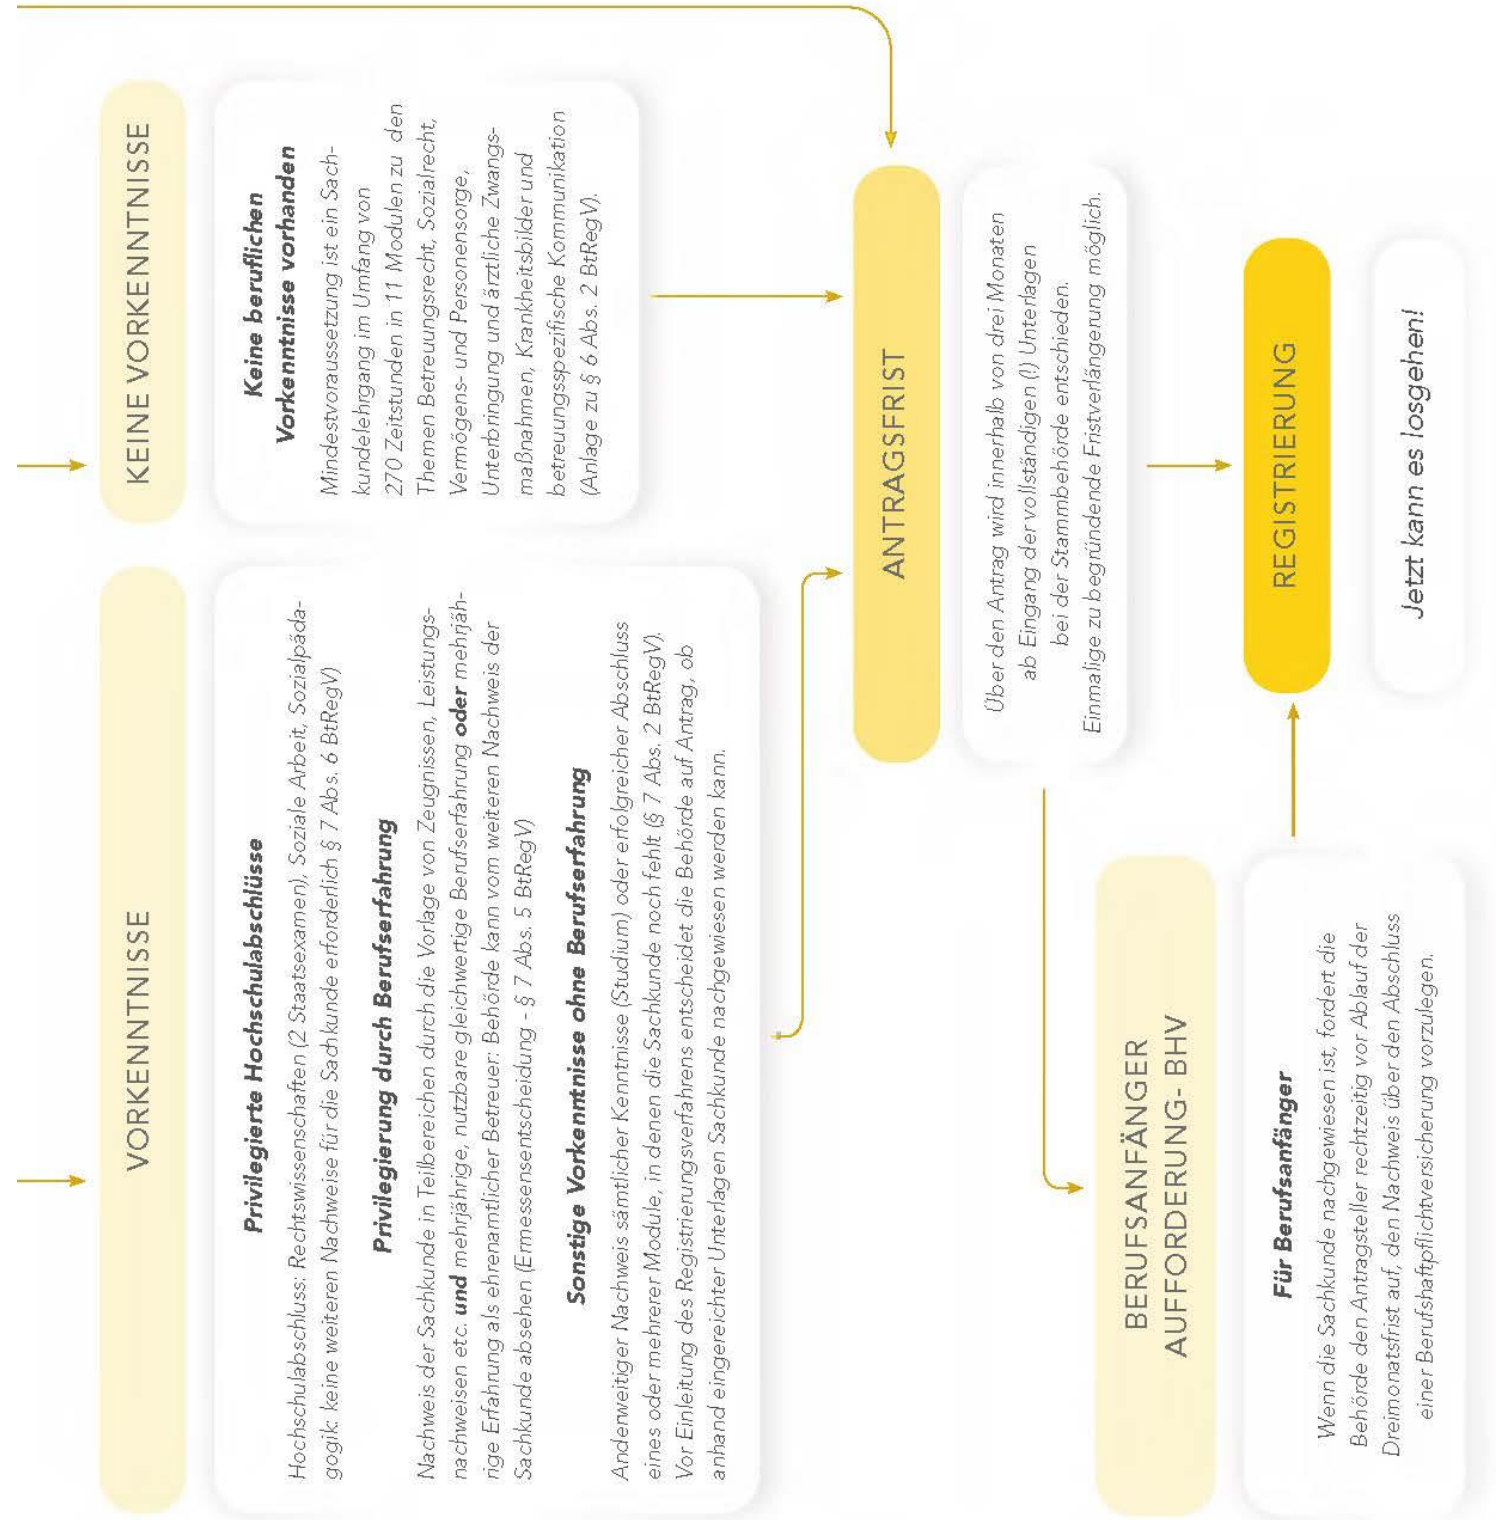 VORKENNTNISSE
Privilegierte Hochschulabschlüsse
Hochschulabschluss: Rechtswissenschaften (2 Staatsexamen), Soziale Arbeit, Sozialpäda-
gogik: keine weiteren Nachweise für die Sachkunde erforderlich § 7 Abs. 6 BtRegV)
Privilegierung durch Berufserfahrung
Nachweis der Sachkunde in Teilbereichen durch die Vorlage von Zeugnissen, Leistungs-
nachweisen etc. und mehrjährige, nutzbare gleichwertige Berufserfahrung oder mehrjäh-
rige Erfahrung als ehrenamtlicher Betreuer: Behörde kann vom weiteren Nachweis der
Sachkunde absehen (Ermessensentscheidung - § 7 Abs. 5 BtRegV)
Sonstige Vorkenntnisse ohne Berufserfahrung
Anderweitiger Nachweis sämtlicher Kenntnisse (Studium) oder erfolgreicher Abschluss
eines oder mehrerer Module, in denen die Sachkunde noch fehlt (§ 7 Abs. 2 BtRegV).
Vor Einleitung des Registrierungsverfahrens entscheidet die Behörde auf Antrag, ob
anhand eingereichter Unterlagen Sachkunde nachgewiesen werden kann.
KEINE VORKENNTNISSE
Keine beruflichen
Vorkenntnisse vorhanden
Mindestvoraussetzung ist ein Sach-
kundelehrgang im Umfang von
270 Zeitstunden in 11 Modulen zu den
Themen Betreuungsrecht, Sozialrecht,
Vermögens- und Personensorge,
Unterbringung und ärztliche Zwangs-
maßnahmen, Krankheitsbilder und
betreuungsspezifische Kommunikation
(Anlage zu § 6 Abs. 2 BtRegV).
ANTRAGSFRIST
Über den Antrag wird innerhalb von drei Monaten
ab Eingang der vollständigen (!) Unterlagen
bei der Stammbehörde entschieden.
Einmalige zu begründende Fristverlängerung möglich.
BERUFSANFÄNGER
AUFFORDERUNG- BHV
Für Berufsanfänger
Wenn die Sachkunde nachgewiesen ist, fordert die
Behörde den Antragsteller rechtzeitig vor Ablauf der
Dreimonatsfrist auf, den Nachweis über den Abschluss
einer Berufshaftpflichtversicherung vorzulegen.
REGISTRIERUNG
Jetzt kann es losgehen!